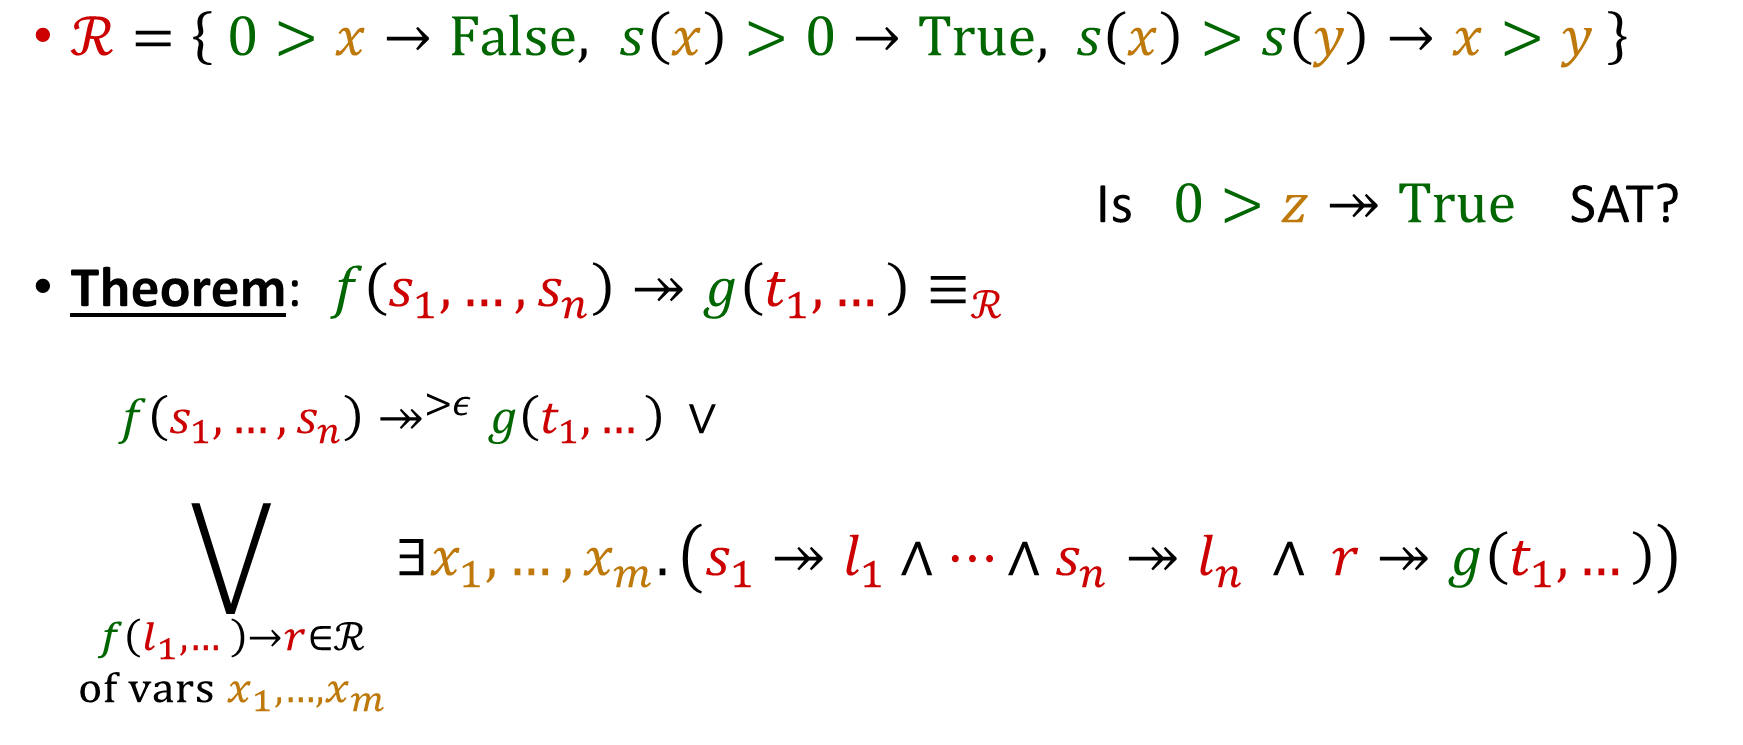 • ℛ = { 0 > x → False, s(x) > 0 → True, s(x) > s(y) → x > y }
Is 0 > z ↠ True SAT?
• Theorem: f(s₁, … , sₙ) ↠ g(t₁, … ) ≡_ℛ
f(s₁, … , sₙ) ↠^{>ϵ} g(t₁, … ) ∨
⋁ ∃x₁, … , xₘ. (s₁ ↠ l₁ ∧ ⋯ ∧ sₙ ↠ lₙ ∧ r ↠ g(t₁, … ))
f(l₁,… )→r∈ℛ
of vars x₁,…,xₘ